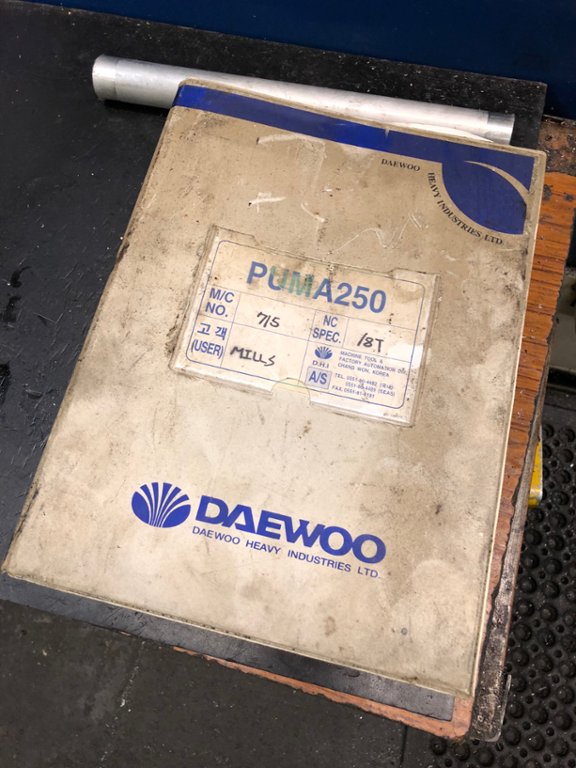 DAEWOO HEAVY INDUSTRIES LTD
PUMA250
M/C NO. 715
NC SPEC. 18T
고객 (USER) MILLS
D.H.I
A/S
MACHINE TOOL &
FACTORY AUTOMATION DIV.
CHANG WON, KOREA
DAEWOO
DAEWOO HEAVY INDUSTRIES LTD.